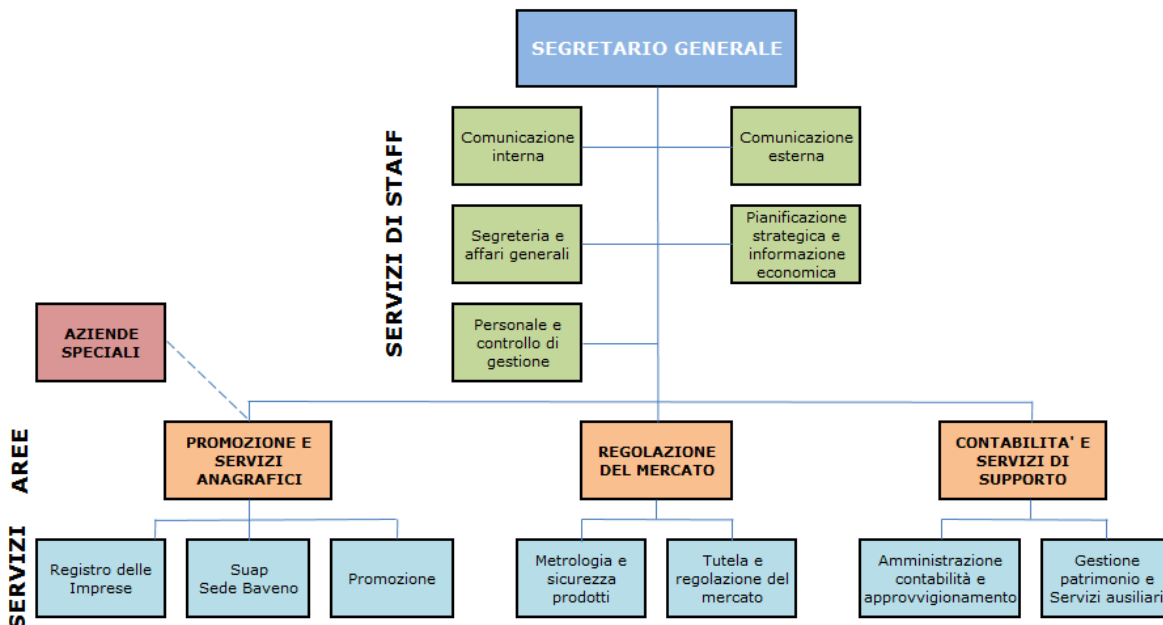 SEGRETARIO GENERALE
SERVIZI DI STAFF
Comunicazione
interna
Comunicazione
esterna
Segreteria e
affari generali
Pianificazione
strategica e
informazione
economica
Personale e
controllo di
gestione
AZIENDE
SPECIALI
AREE
PROMOZIONE E
SERVIZI
ANAGRAFICI
REGOLAZIONE
DEL MERCATO
CONTABILITA' E
SERVIZI DI
SUPPORTO
SERVIZI
Registro delle
Imprese
Suap
Sede Baveno
Promozione
Metrologia e
sicurezza
prodotti
Tutela e
regolazione del
mercato
Amministrazione
contabilità e
approvvigionamento
Gestione
patrimonio e
Servizi ausiliari